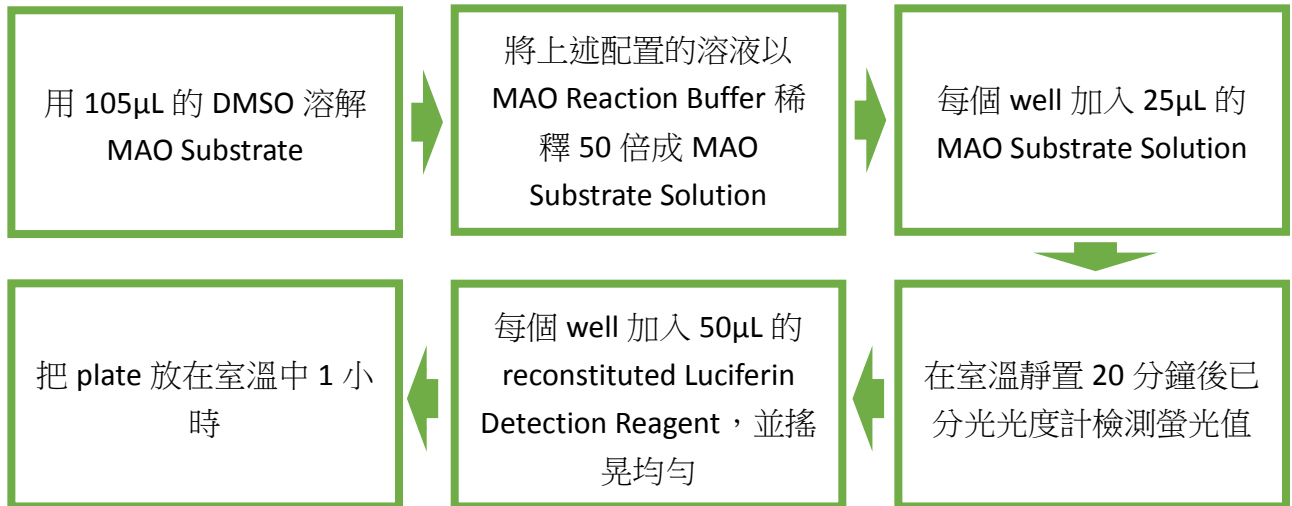 用 105µL 的 DMSO 溶解
MAO Substrate
將上述配置的溶液以
MAO Reaction Buffer 稀
釋 50 倍成 MAO
Substrate Solution
每個 well 加入 25µL 的
MAO Substrate Solution
在室溫靜置 20 分鐘後已
分光光度計檢測螢光值
每個 well 加入 50µL 的
reconstituted Luciferin
Detection Reagent，並搖
晃均勻
把 plate 放在室溫中 1 小
時